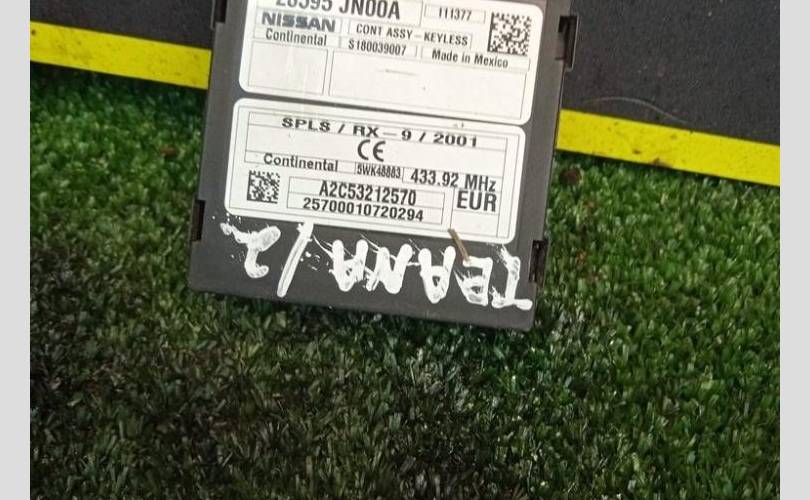 28595 JN00A
111377
NISSAN
CONT ASSY - KEYLESS
Continental
S180039007
Made in Mexico
SPLS / RX - 9 / 2001
CE
Continental
5WK48883
433.92 MHz
A2C53212570
EUR
25700010720294
TEANA/2